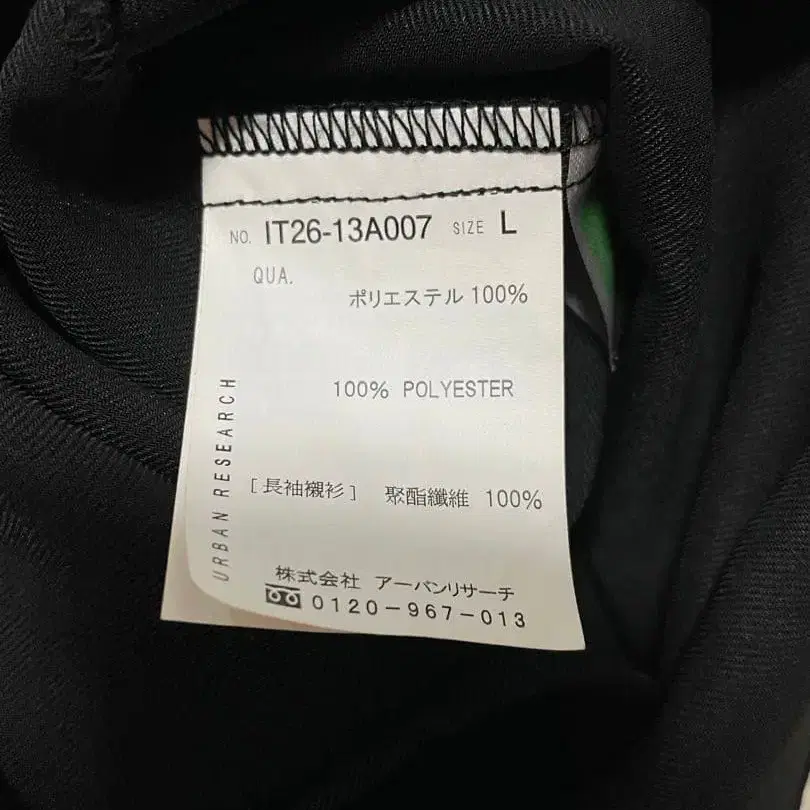 NO. IT26-13A007 SIZE L
QUA.
ポリエステル 100%
100% POLYESTER
[長袖襯衫] 聚酯纖維 100%
URBAN RESEARCH
株式会社 アーバンリサーチ
0120-967-013